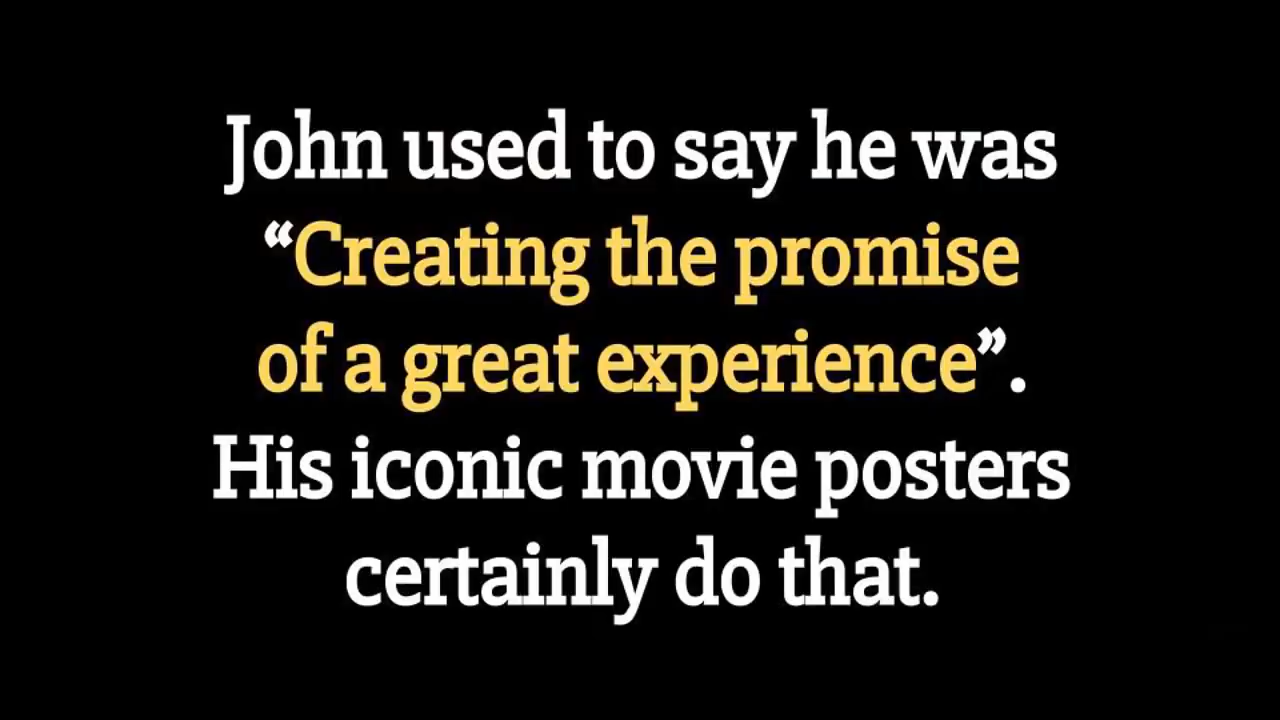 John used to say he was
“Creating the promise
of a great experience”.
His iconic movie posters
certainly do that.